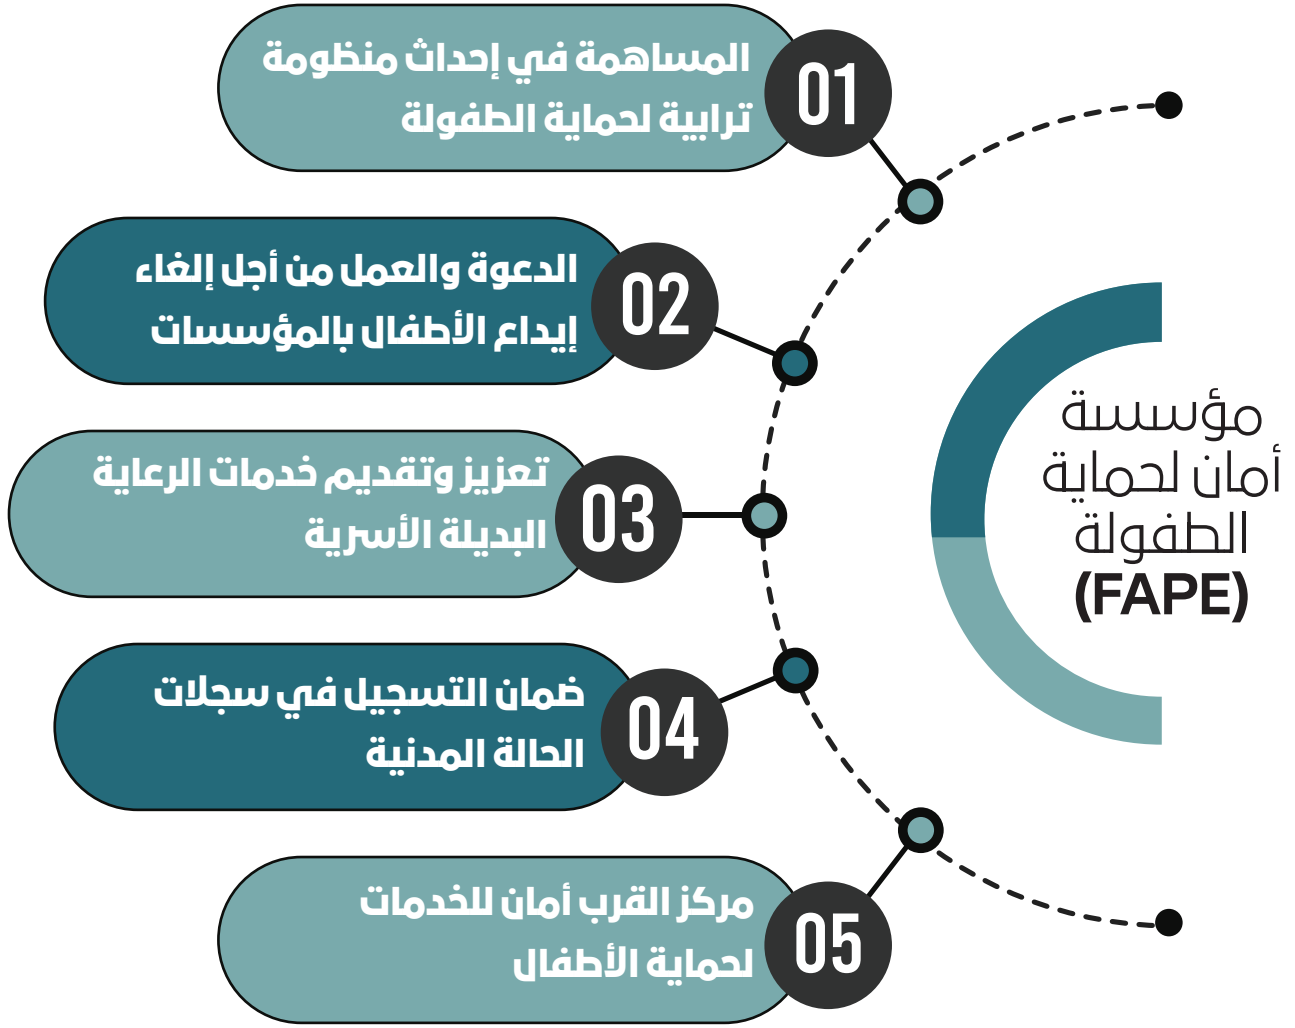 مؤسسة
أمان لحماية
الطفولة
(FAPE)
01
المساهمة في إحداث منظومة
ترابية لحماية الطفولة
02
الدعوة والعمل من أجل إلغاء
إيداع الأطفال بالمؤسسات
03
تعزيز وتقديم خدمات الرعاية
البديلة الأسرية
04
ضمان التسجيل في سجلات
الحالة المدنية
05
مركز القرب أمان للخدمات
لحماية الأطفال